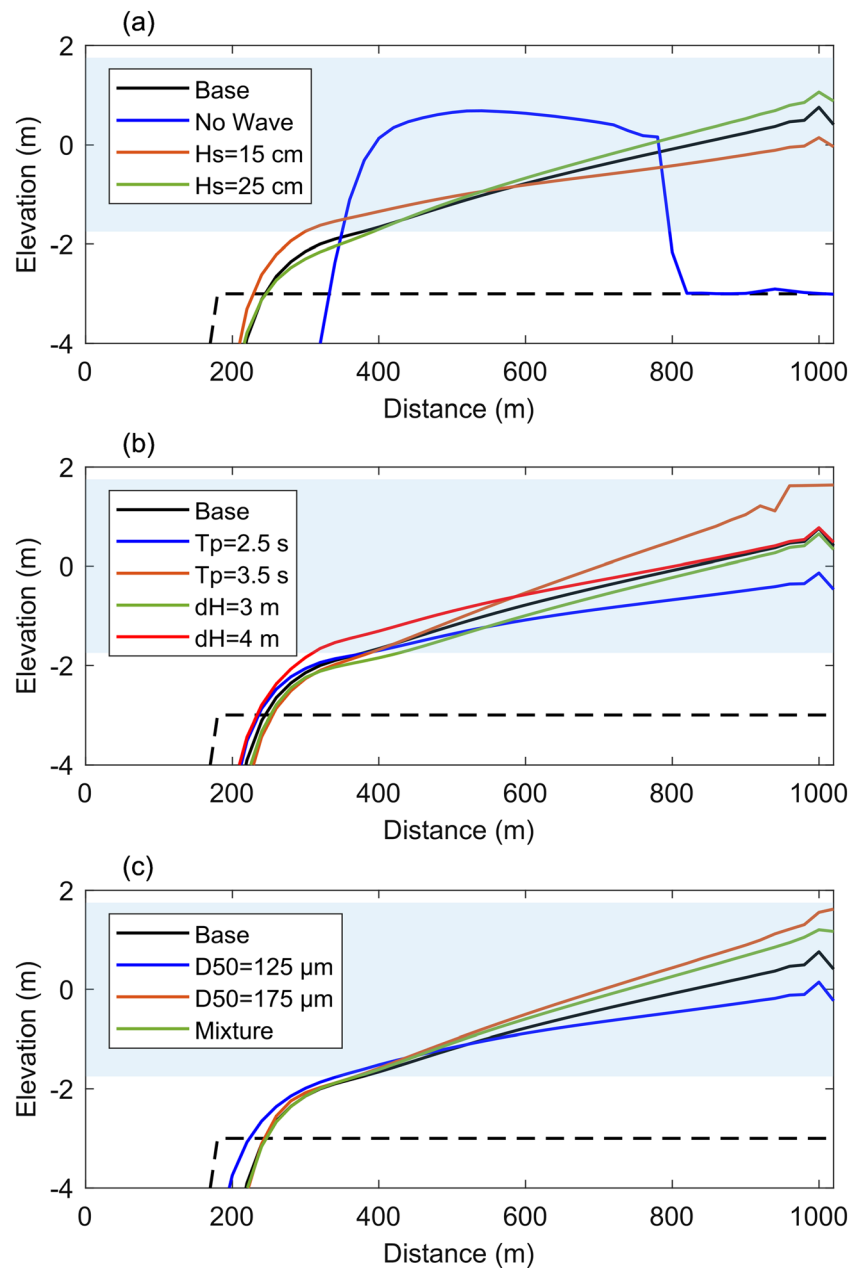 (a)
2
0
-2
-4
Elevation (m)
Base
No Wave
Hs=15 cm
Hs=25 cm
0
200
400
600
800
1000
Distance (m)
(b)
2
0
-2
-4
Elevation (m)
Base
Tp=2.5 s
Tp=3.5 s
dH=3 m
dH=4 m
0
200
400
600
800
1000
Distance (m)
(c)
2
0
-2
-4
Elevation (m)
Base
D50=125 µm
D50=175 µm
Mixture
0
200
400
600
800
1000
Distance (m)